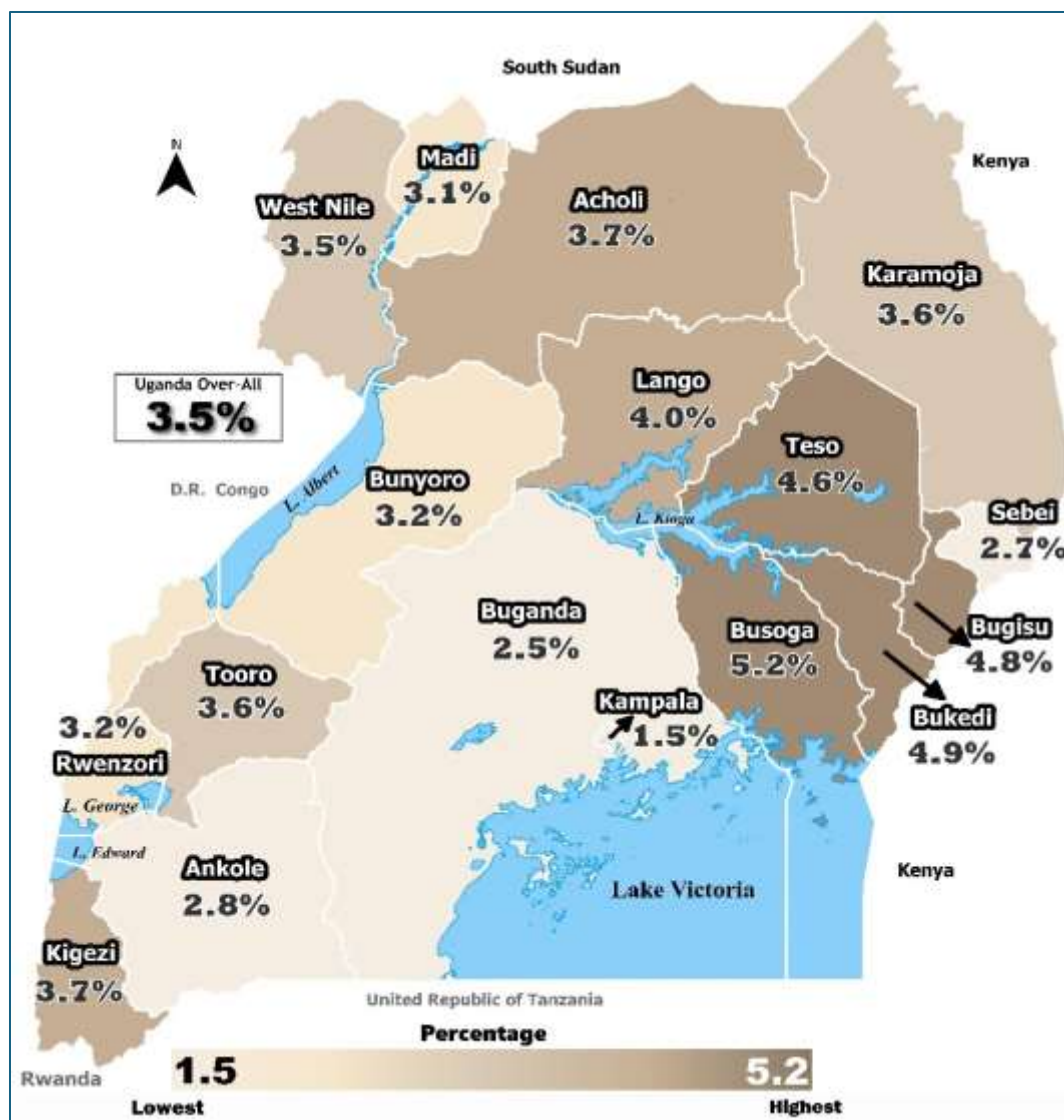 South Sudan
N
Madi
3.1%
Kenya
West Nile
3.5%
Acholi
3.7%
Karamoja
3.6%
Uganda Over-All
3.5%
Lango
4.0%
Teso
4.6%
D.R. Congo
L. Albert
Bunyoro
3.2%
L. Kioga
Sebei
2.7%
Buganda
2.5%
Busoga
5.2%
Bugisu
4.8%
Tooro
3.6%
Kampala
1.5%
Bukedi
4.9%
3.2%
Rwenzori
L. George
L. Edward
Ankole
2.8%
Lake Victoria
Kenya
Kigezi
3.7%
United Republic of Tanzania
Percentage
1.5
5.2
Rwanda
Lowest
Highest